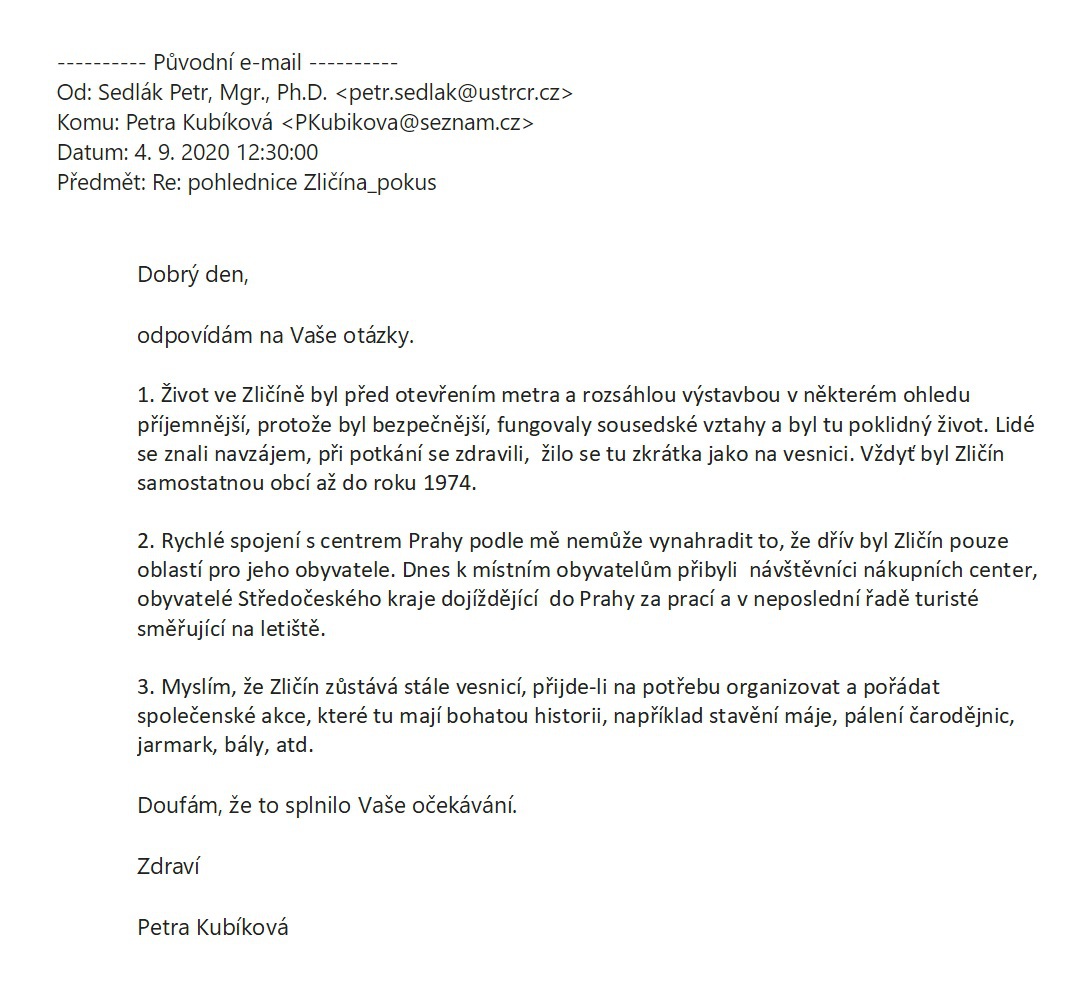 ---------- Původní e-mail ----------
Od: Sedlák Petr, Mgr., Ph.D. <petr.sedlak@ustrcr.cz>
Komu: Petra Kubíková <PKubikova@seznam.cz>
Datum: 4. 9. 2020 12:30:00
Předmět: Re: pohlednice Zličína_pokus
Dobrý den,
odpovídám na Vaše otázky.
1. Život ve Zličíně byl před otevřením metra a rozsáhlou výstavbou v některém ohledu
příjemnější, protože byl bezpečnější, fungovaly sousedské vztahy a byl tu poklidný život. Lidé
se znali navzájem, při potkání se zdravili,  žilo se tu zkrátka jako na vesnici. Vždyť byl Zličín
samostatnou obcí až do roku 1974.
2. Rychlé spojení s centrem Prahy podle mě nemůže vynahradit to, že dřív byl Zličín pouze
oblastí pro jeho obyvatele. Dnes k místním obyvatelům přibyli  návštěvníci nákupních center,
obyvatelé Středočeského kraje dojíždějící  do Prahy za prací a v neposlední řadě turisté
směřující na letiště.
3. Myslím, že Zličín zůstává stále vesnicí, přijde-li na potřebu organizovat a pořádat
společenské akce, které tu mají bohatou historii, například stavění máje, pálení čarodějnic,
jarmark, bály, atd.
Doufám, že to splnilo Vaše očekávání.
Zdraví
Petra Kubíková